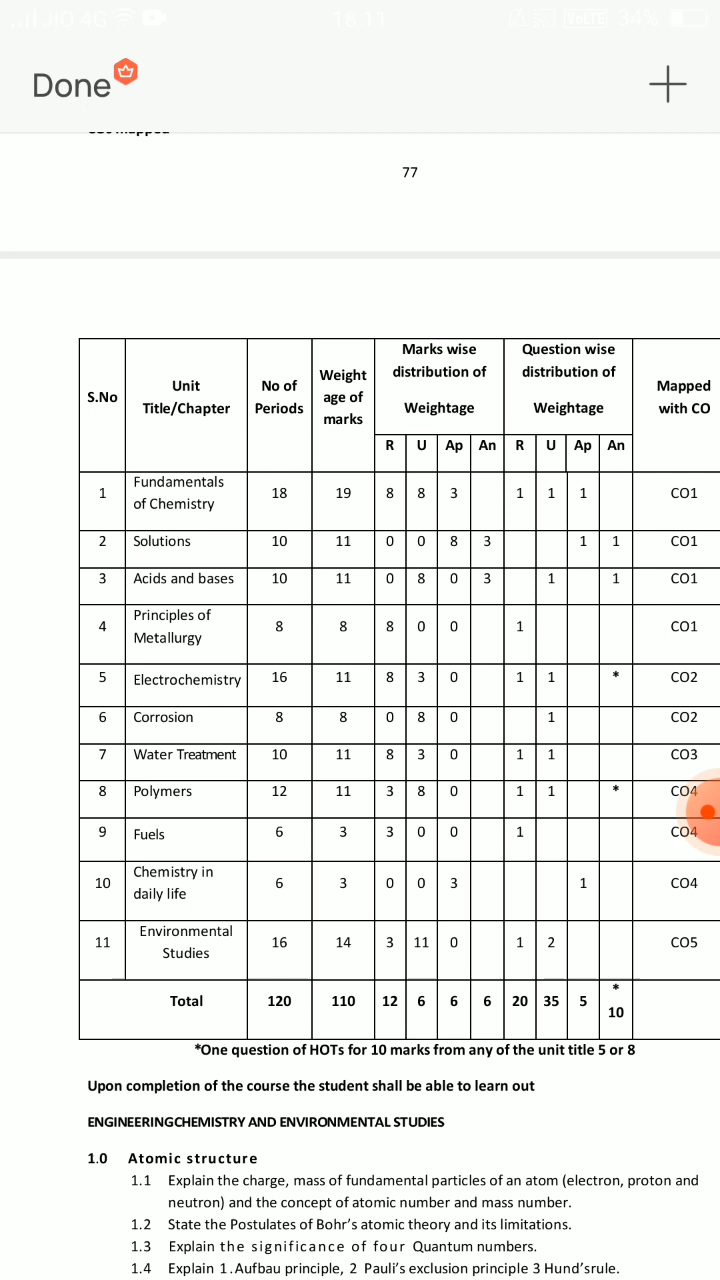 JIO 4G 18:11 VoLTE 34%
Done
77
S.No Unit Title/Chapter No of Periods Weight age of marks Marks wise distribution of Weightage Question wise distribution of Weightage Mapped with CO
R U Ap An R U Ap An
1 Fundamentals of Chemistry 18 19 8 8 3 1 1 1 CO1
2 Solutions 10 11 0 0 8 3 1 1 CO1
3 Acids and bases 10 11 0 8 0 3 1 1 CO1
4 Principles of Metallurgy 8 8 8 0 0 1 CO1
5 Electrochemistry 16 11 8 3 0 1 1 * CO2
6 Corrosion 8 8 0 8 0 1 CO2
7 Water Treatment 10 11 8 3 0 1 1 CO3
8 Polymers 12 11 3 8 0 1 1 * CO4
9 Fuels 6 3 3 0 0 1 CO4
10 Chemistry in daily life 6 3 0 0 3 1 CO4
11 Environmental Studies 16 14 3 11 0 1 2 CO5
Total 120 110 12 6 6 6 20 35 5 * 10
*One question of HOTs for 10 marks from any of the unit title 5 or 8
Upon completion of the course the student shall be able to learn out
ENGINEERINGCHEMISTRY AND ENVIRONMENTAL STUDIES
1.0 Atomic structure
1.1 Explain the charge, mass of fundamental particles of an atom (electron, proton and
neutron) and the concept of atomic number and mass number.
1.2 State the Postulates of Bohr's atomic theory and its limitations.
1.3 Explain the significance of four Quantum numbers.
1.4 Explain 1.Aufbau principle, 2 Pauli's exclusion principle 3 Hund'srule.